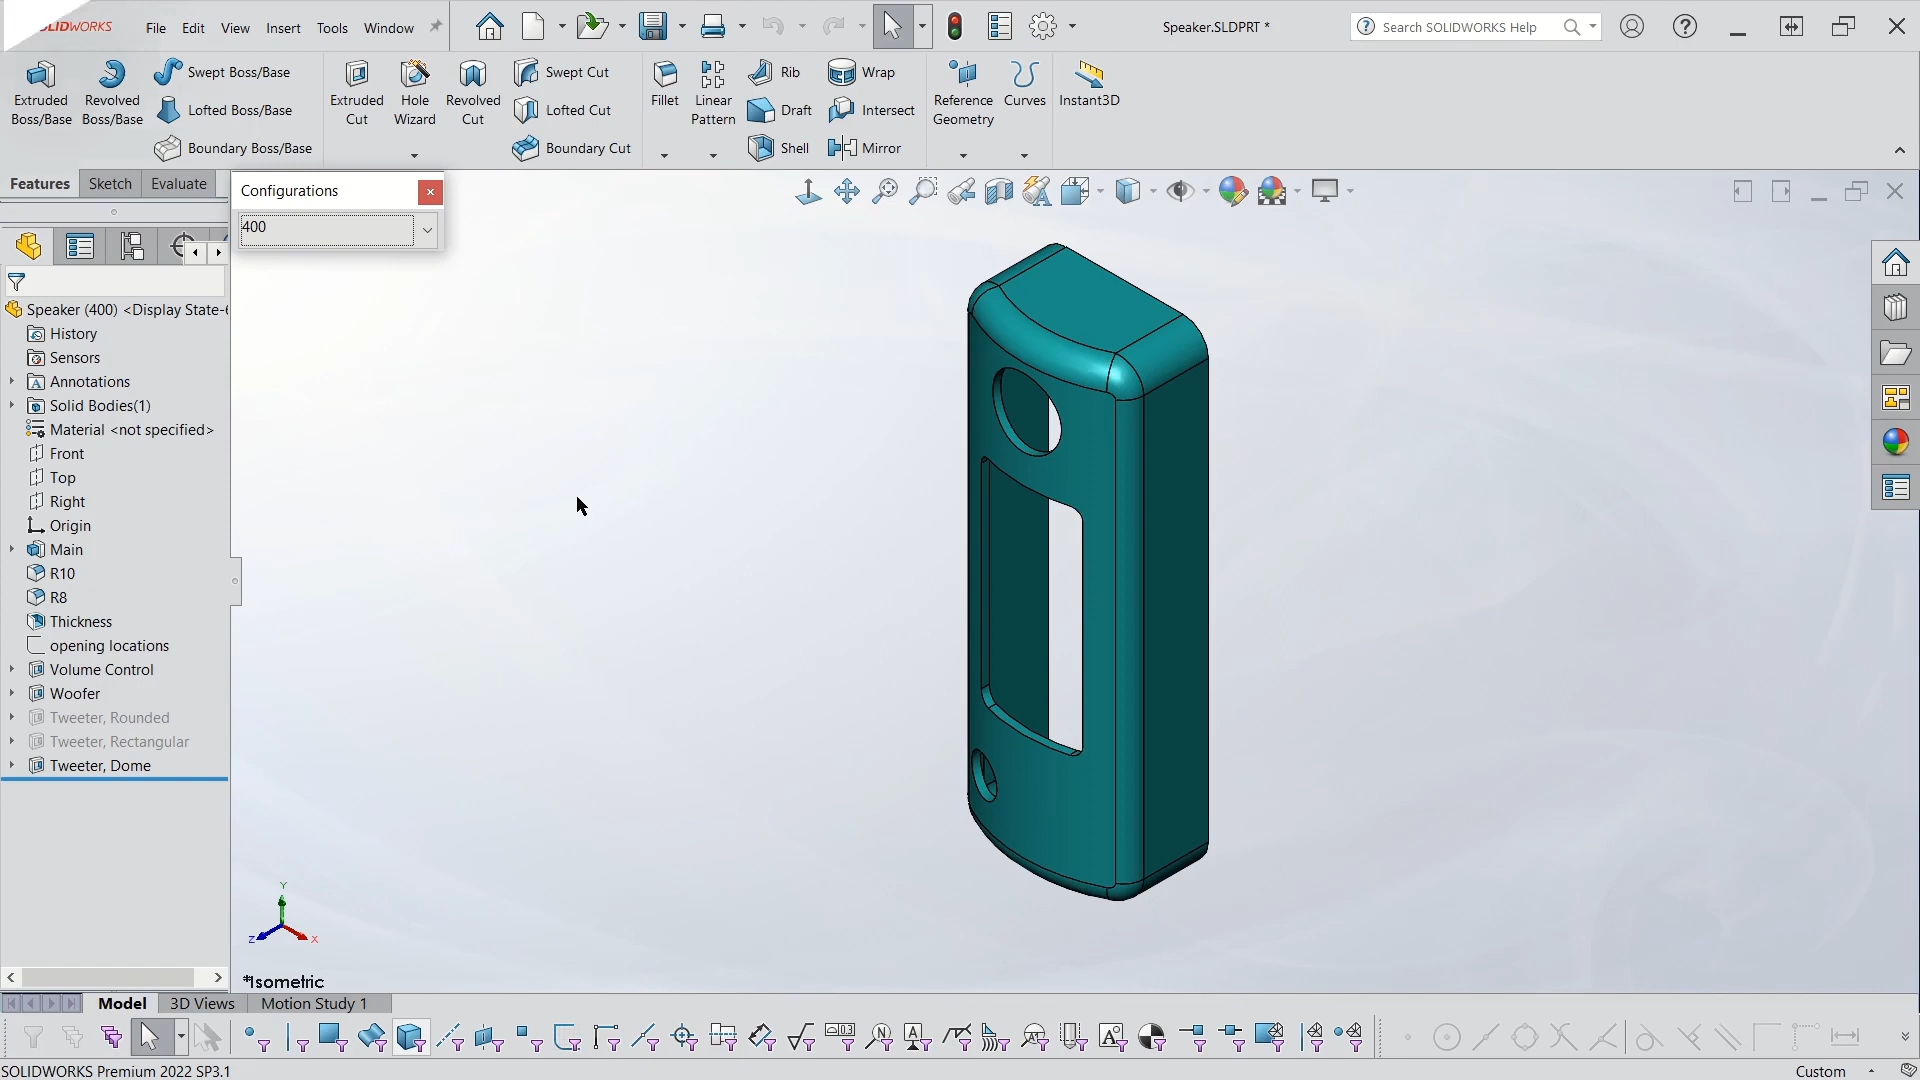 SOLIDWORKS
File Edit View Insert Tools Window
Speaker.SLDPRT *
Search SOLIDWORKS Help
Extruded Boss/Base
Revolved Boss/Base
Swept Boss/Base
Lofted Boss/Base
Boundary Boss/Base
Extruded Cut
Hole Wizard
Revolved Cut
Swept Cut
Lofted Cut
Boundary Cut
Fillet
Linear Pattern
Rib
Draft
Shell
Wrap
Intersect
Mirror
Reference Geometry
Curves
Instant3D
Features Sketch Evaluate
Configurations
400
Speaker (400) <Display State-
History
Sensors
Annotations
Solid Bodies(1)
Material <not specified>
Front
Top
Right
Origin
Main
R10
R8
Thickness
opening locations
Volume Control
Woofer
Tweeter, Rounded
Tweeter, Rectangular
Tweeter, Dome
Y
Z
X
*Isometric
Model 3D Views Motion Study 1
SOLIDWORKS Premium 2022 SP3.1
Custom